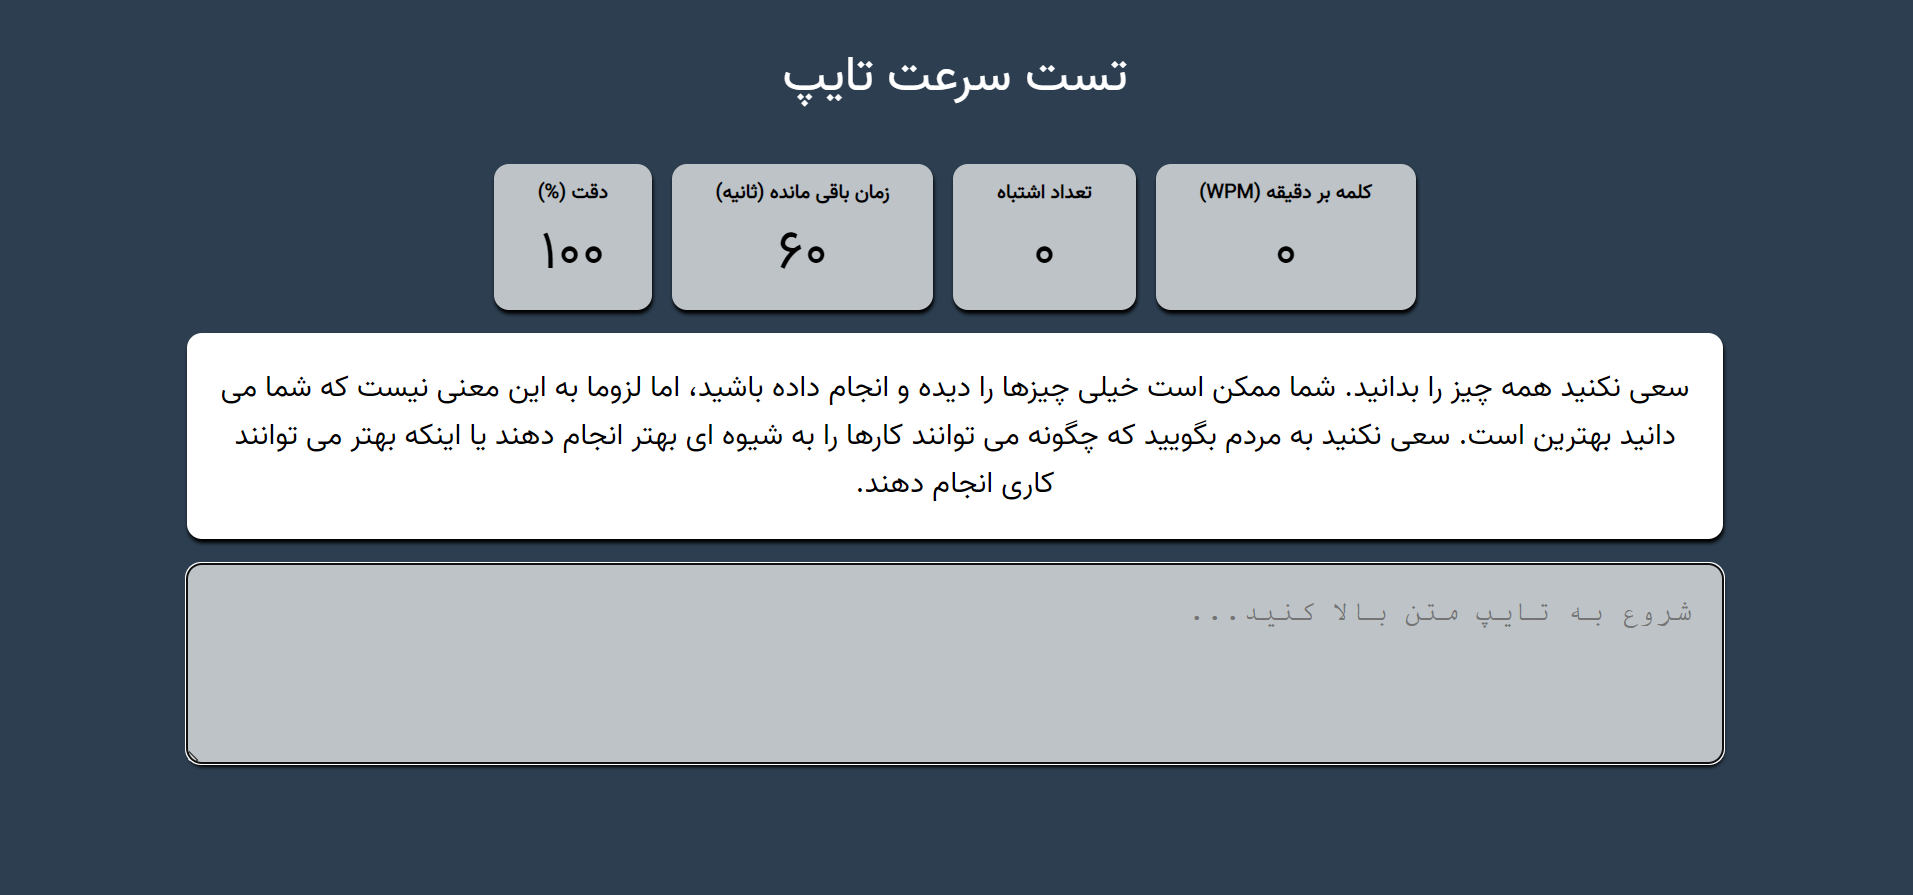 تست سرعت تایپ
کلمه بر دقیقه (WPM)
۰
تعداد اشتباه
۰
زمان باقی مانده (ثانیه)
۶۰
دقت (%)
۱۰۰
سعی نکنید همه چیز را بدانید. شما ممکن است خیلی چیزها را دیده و انجام داده باشید، اما لزوما به این معنی نیست که شما می
دانید بهترین است. سعی نکنید به مردم بگویید که چگونه می توانند کارها را به شیوه ای بهتر انجام دهند یا اینکه بهتر می توانند
کاری انجام دهند.
شروع به تایپ متن بالا کنید...